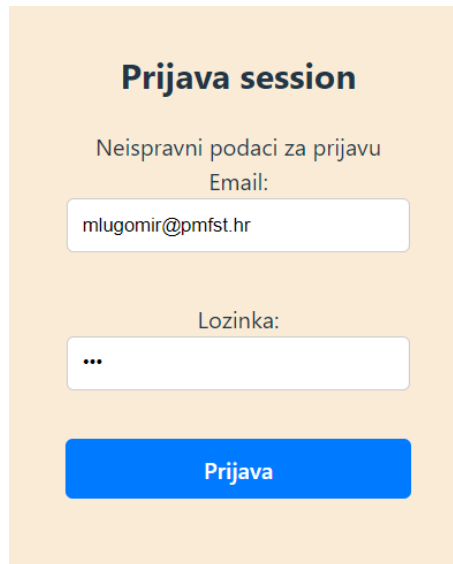 Prijava session
Neispravni podaci za prijavu
Email:
mlugomir@pmfst.hr
Lozinka:
•••
Prijava